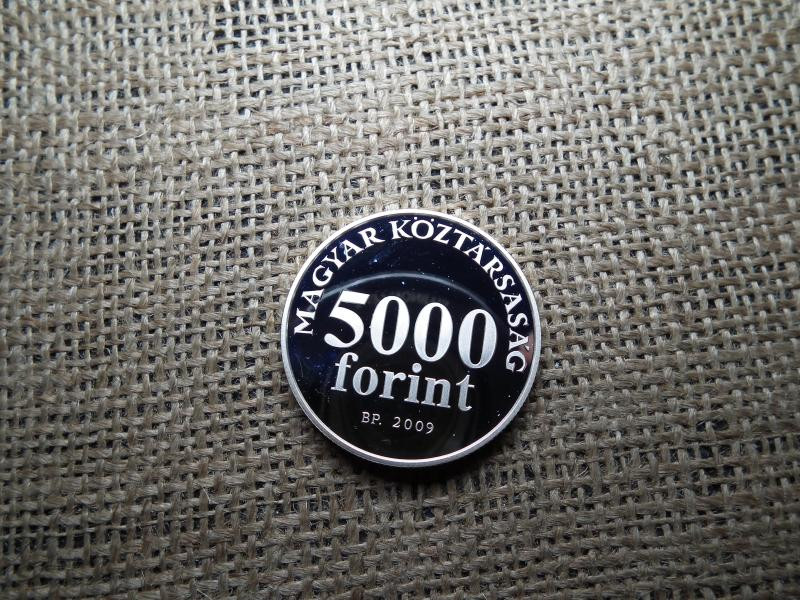 MAGYAR KÖZTÁRSASÁG
5000
forint
BP. 2009